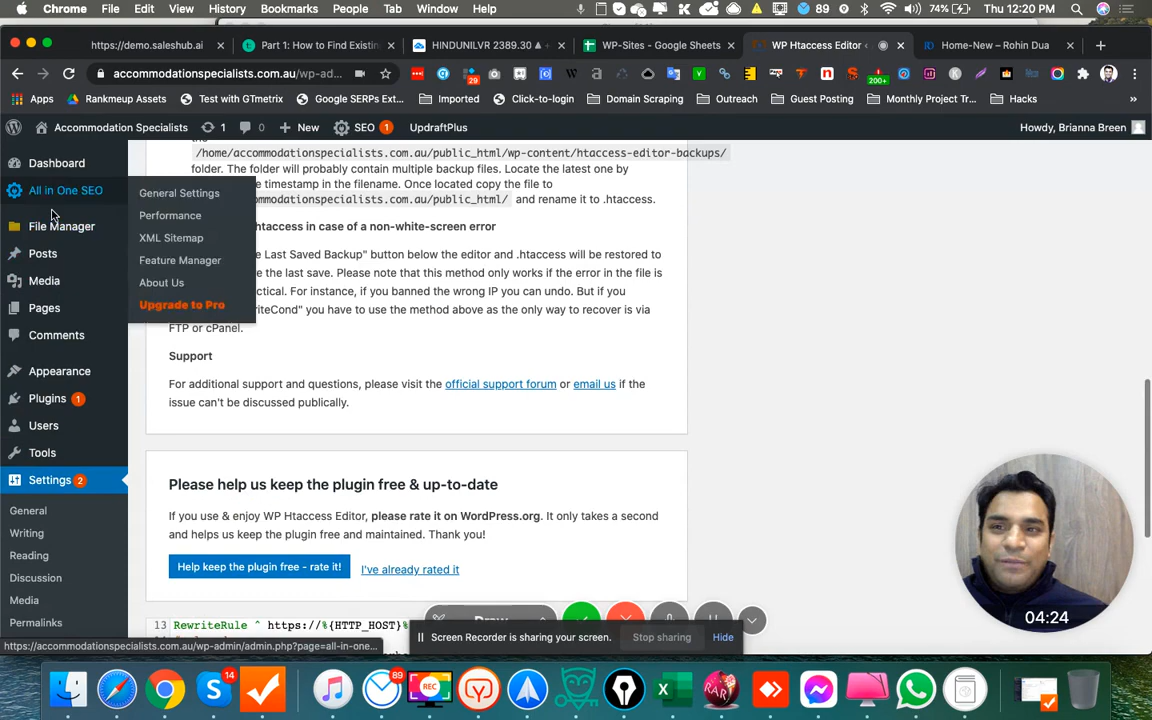 Chrome File Edit View History Bookmarks People Tab Window Help 89 74% Thu 12:20 PM
https://demo.saleshub.ai × Part 1: How to Find Existin × HINDUNILVR 2389.30 × WP-Sites - Google Sheets × WP Htaccess Editor × Home-New – Rohin Dua × +
accommodationspecialists.com.au/wp-ad...
29 200+
Apps Rankmeup Assets Test with GTmetrix Google SERPs Ext... Imported Click-to-login Domain Scraping Outreach Guest Posting Monthly Project Tr... Hacks »
Accommodation Specialists 1 0 + New SEO 1 UpdraftPlus Howdy, Brianna Breen
Dashboard
All in One SEO
File Manager
Posts
Media
Pages
Comments
Appearance
Plugins 1
Users
Tools
Settings 2
General
Writing
Reading
Discussion
Media
Permalinks
General Settings
Performance
XML Sitemap
Feature Manager
About Us
Upgrade to Pro
the
/home/accommodationspecialists.com.au/public_html/wp-content/htaccess-editor-backups/
folder. The folder will probably contain multiple backup files. Locate the latest one by
e timestamp in the filename. Once located copy the file to
ommodationspecialists.com.au/public_html/ and rename it to .htaccess.
htaccess in case of a non-white-screen error
e Last Saved Backup" button below the editor and .htaccess will be restored to
e the last save. Please note that this method only works if the error in the file is
ctical. For instance, if you banned the wrong IP you can undo. But if you
riteCond" you have to use the method above as the only way to recover is via
FTP or cPanel.
Support
For additional support and questions, please visit the official support forum or email us if the
issue can't be discussed publically.
Please help us keep the plugin free & up-to-date
If you use & enjoy WP Htaccess Editor, please rate it on WordPress.org. It only takes a second
and helps us keep the plugin free and maintained. Thank you!
Help keep the plugin free - rate it! I've already rated it
13 RewriteRule ^ https://%{HTTP_HOST}%
Screen Recorder is sharing your screen. Stop sharing Hide
04:24
https://accommodationspecialists.com.au/wp-admin/admin.php?page=all-in-one...
14 89 REC RAR